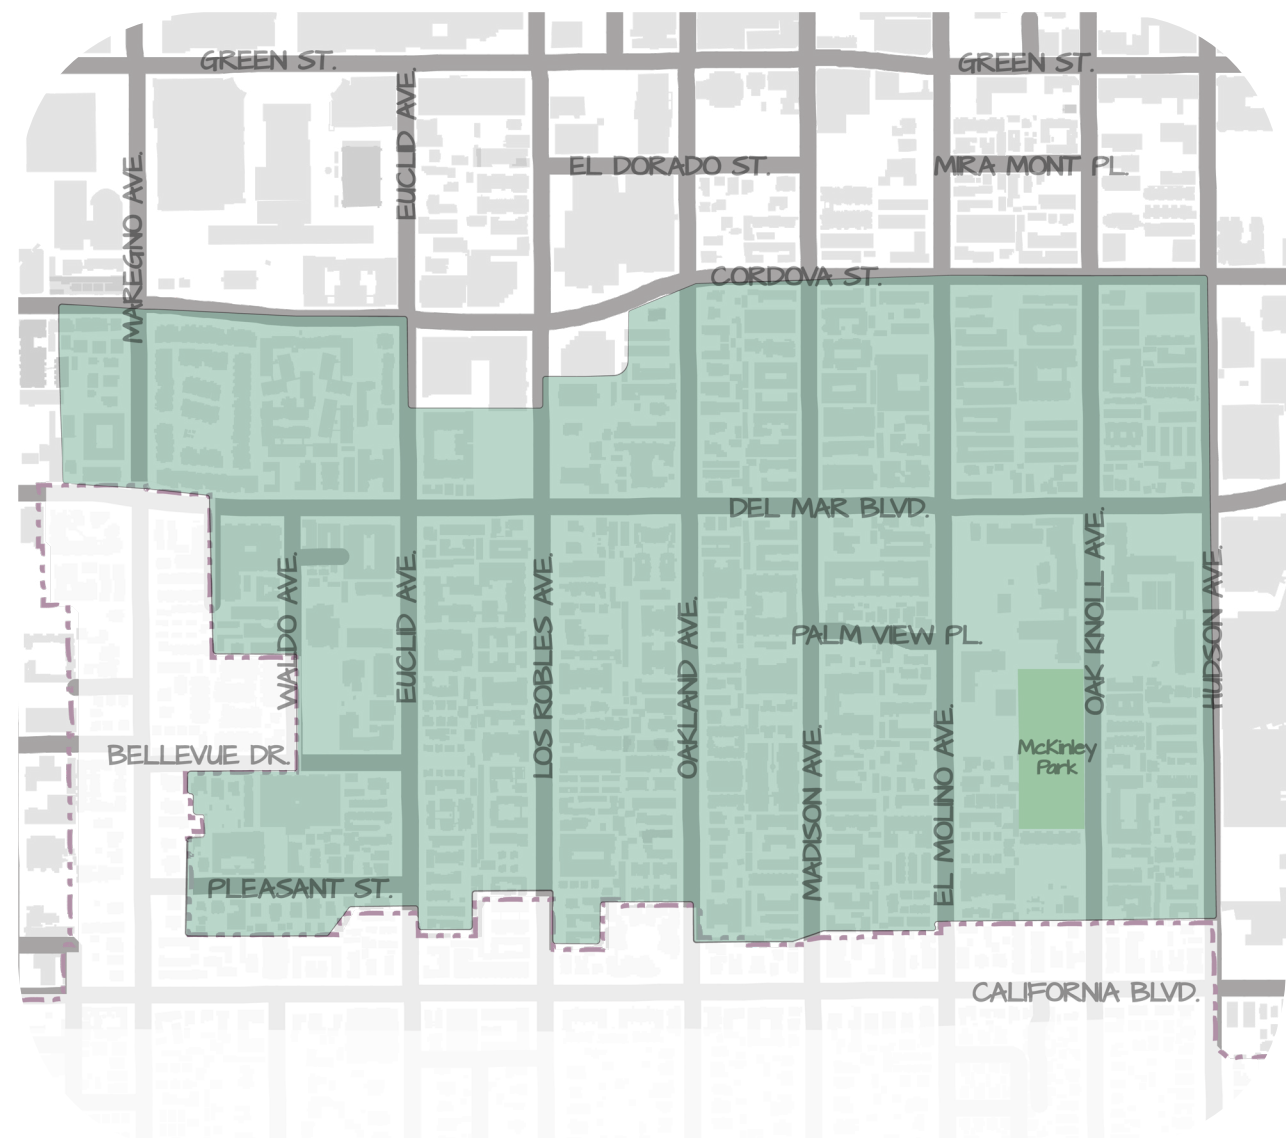 GREEN ST.
GREEN ST.
EUCLID AVE.
MAREGNO AVE.
EL DORADO ST.
MIRA MONT PL.
CORDOVA ST.
DEL MAR BLVD.
WALDO AVE.
EUCLID AVE.
LOS ROBLES AVE.
OAKLAND AVE.
PALM VIEW PL.
OAK KNOLL AVE.
HUDSON AVE.
BELLEVUE DR.
MADISON AVE.
EL MOLINO AVE.
McKinley
Park
PLEASANT ST.
CALIFORNIA BLVD.